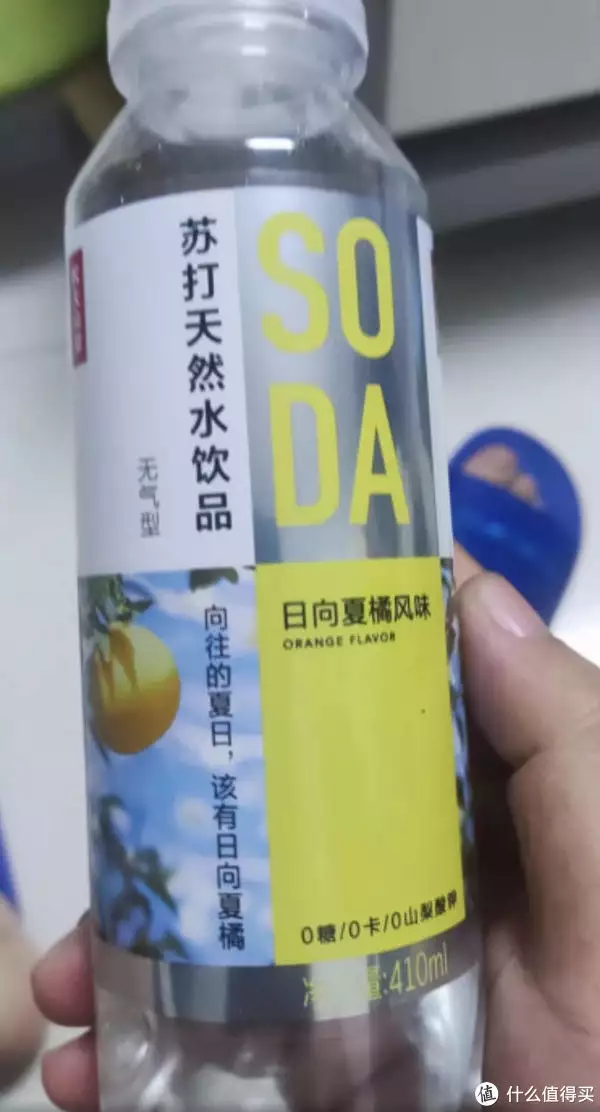 SO
DA
苏打天然水饮品
无气型
日向夏橘风味
ORANGE FLAVOR
向往的夏日，该有日向夏橘
0糖/0卡/0山梨酸钾
410ml
值 什么值得买